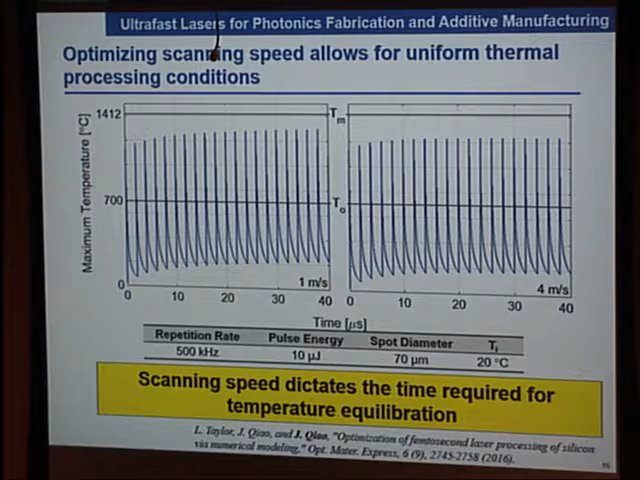 Ultrafast Lasers for Photonics Fabrication and Additive Manufacturing
Optimizing scanning speed allows for uniform thermal
processing conditions
Maximum Temperature [°C]
1412
700
0
Tm
To
1 m/s
4 m/s
0 10 20 30 40
0 10 20 30 40
Time [μs]
Repetition Rate Pulse Energy Spot Diameter Ti
500 kHz 10 μJ 70 μm 20 °C
Scanning speed dictates the time required for
temperature equilibration
L. Taylor, J. Qiao, and J. Qiao, "Optimization of femtosecond laser processing of silicon
via numerical modeling," Opt. Mater. Express, 6 (9), 2745-2758 (2016).